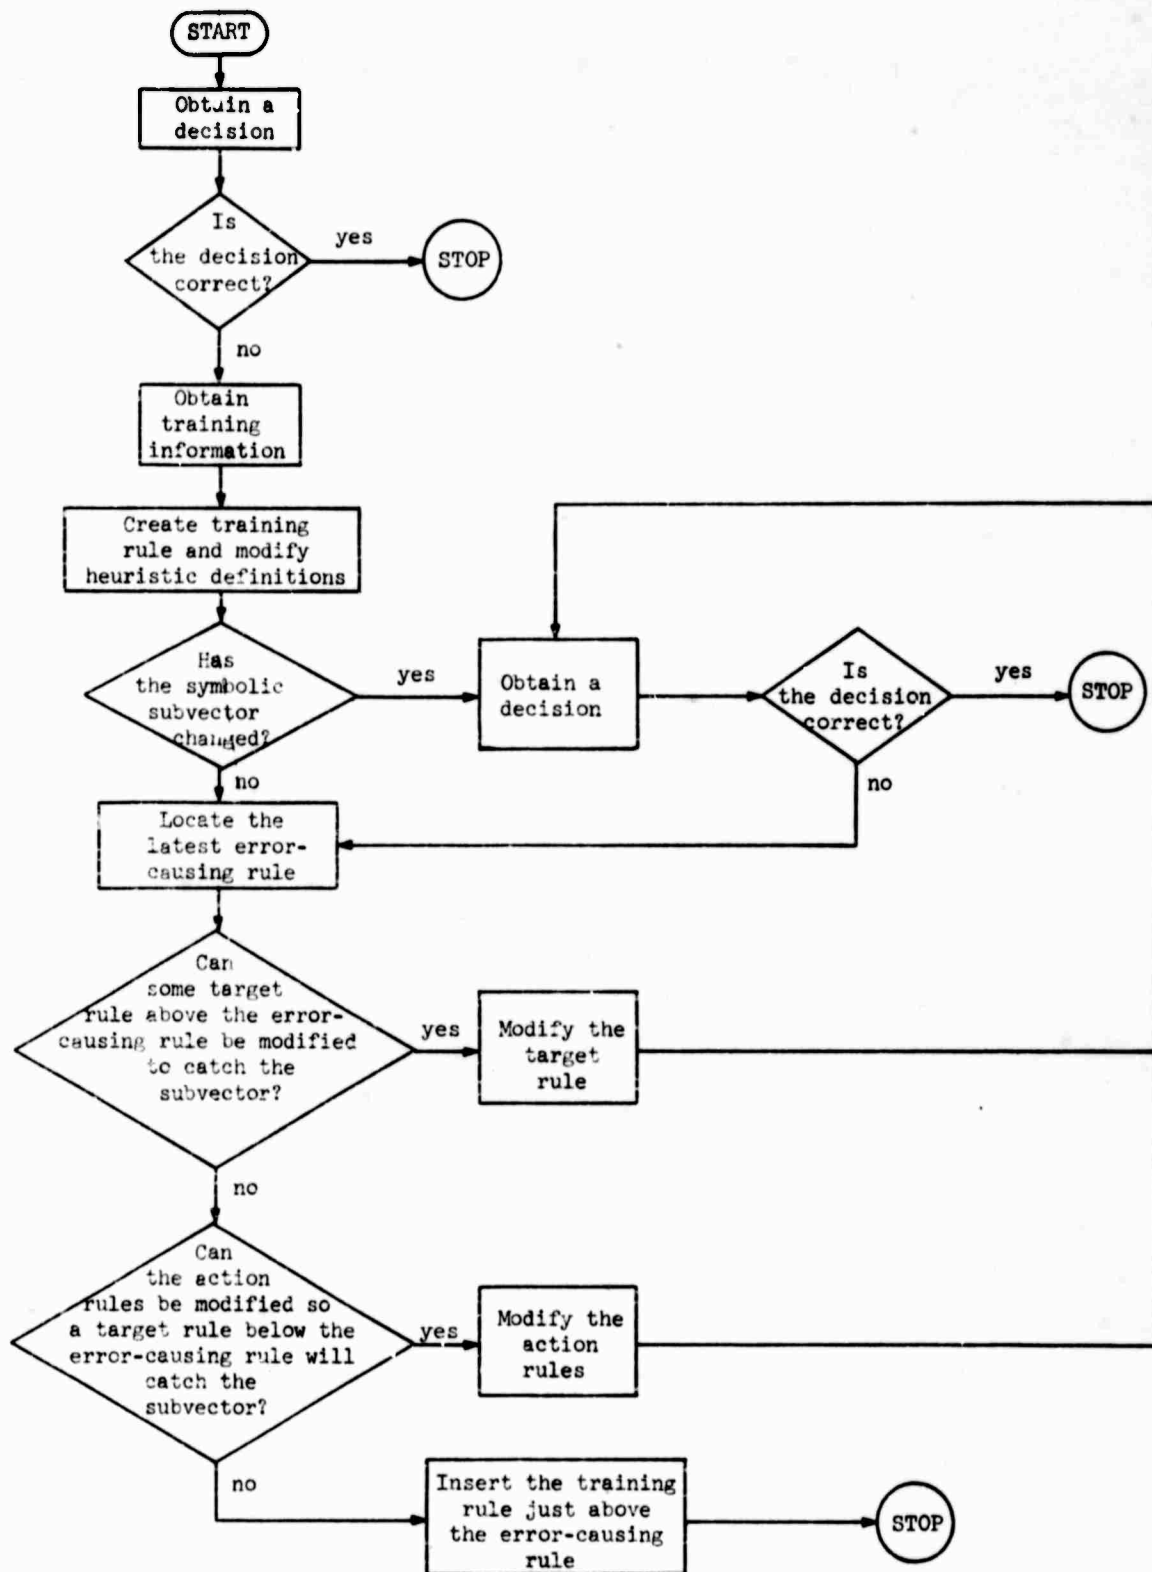 START
Obtain a
decision
Is
the decision
correct?
yes
STOP
no
Obtain
training
information
Create training
rule and modify
heuristic definitions
Has
the symbolic
subvector
changed?
yes
Obtain a
decision
Is
the decision
correct?
yes
STOP
no
no
Locate the
latest error-
causing rule
Can
some target
rule above the error-
causing rule be modified
to catch the
subvector?
yes
Modify the
target
rule
no
Can
the action
rules be modified so
a target rule below the
error-causing rule will
catch the
subvector?
yes
Modify the
action
rules
no
Insert the training
rule just above
the error-causing
rule
STOP